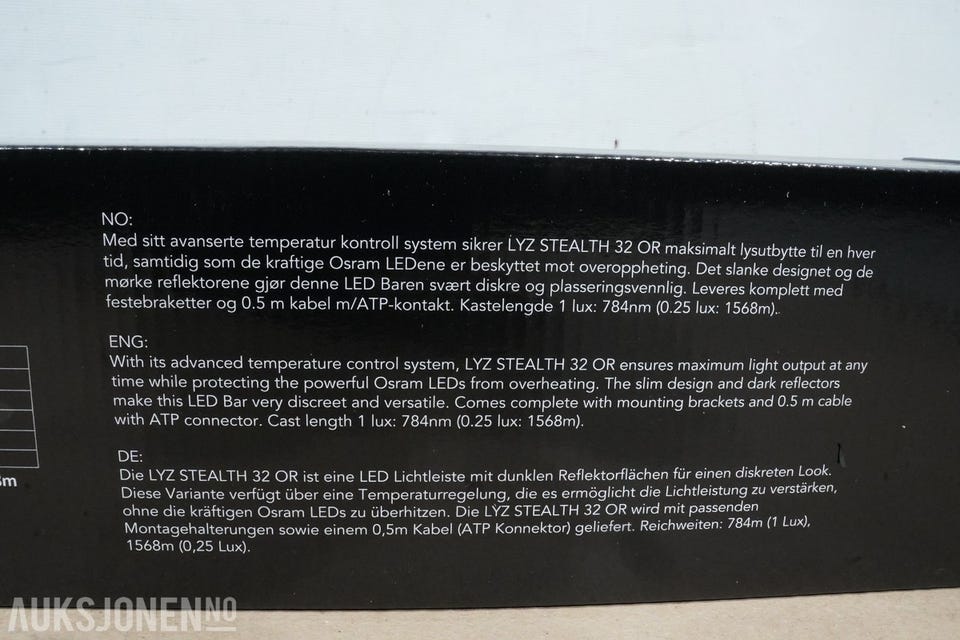 NO:
Med sitt avanserte temperatur kontroll system sikrer LYZ STEALTH 32 OR maksimalt lysutbytte til en hver
tid, samtidig som de kraftige Osram LEDene er beskyttet mot overoppheting. Det slanke designet og de
mørke reflektorene gjør denne LED Baren svært diskre og plasseringsvennlig. Leveres komplett med
festebraketter og 0.5 m kabel m/ATP-kontakt. Kastelengde 1 lux: 784nm (0.25 lux: 1568m).
ENG:
With its advanced temperature control system, LYZ STEALTH 32 OR ensures maximum light output at any
time while protecting the powerful Osram LEDs from overheating. The slim design and dark reflectors
make this LED Bar very discreet and versatile. Comes complete with mounting brackets and 0.5 m cable
with ATP connector. Cast length 1 lux: 784nm (0.25 lux: 1568m).
DE:
Die LYZ STEALTH 32 OR ist eine LED Lichtleiste mit dunklen Reflektorflächen für einen diskreten Look.
Diese Variante verfügt über eine Temperaturregelung, die es ermöglicht die Lichtleistung zu verstärken,
ohne die kräftigen Osram LEDs zu überhitzen. Die LYZ STEALTH 32 OR wird mit passenden
Montagehalterungen sowie einem 0,5m Kabel (ATP Konnektor) geliefert. Reichweiten: 784m (1 Lux),
1568m (0,25 Lux).
AUKSJONEN NO